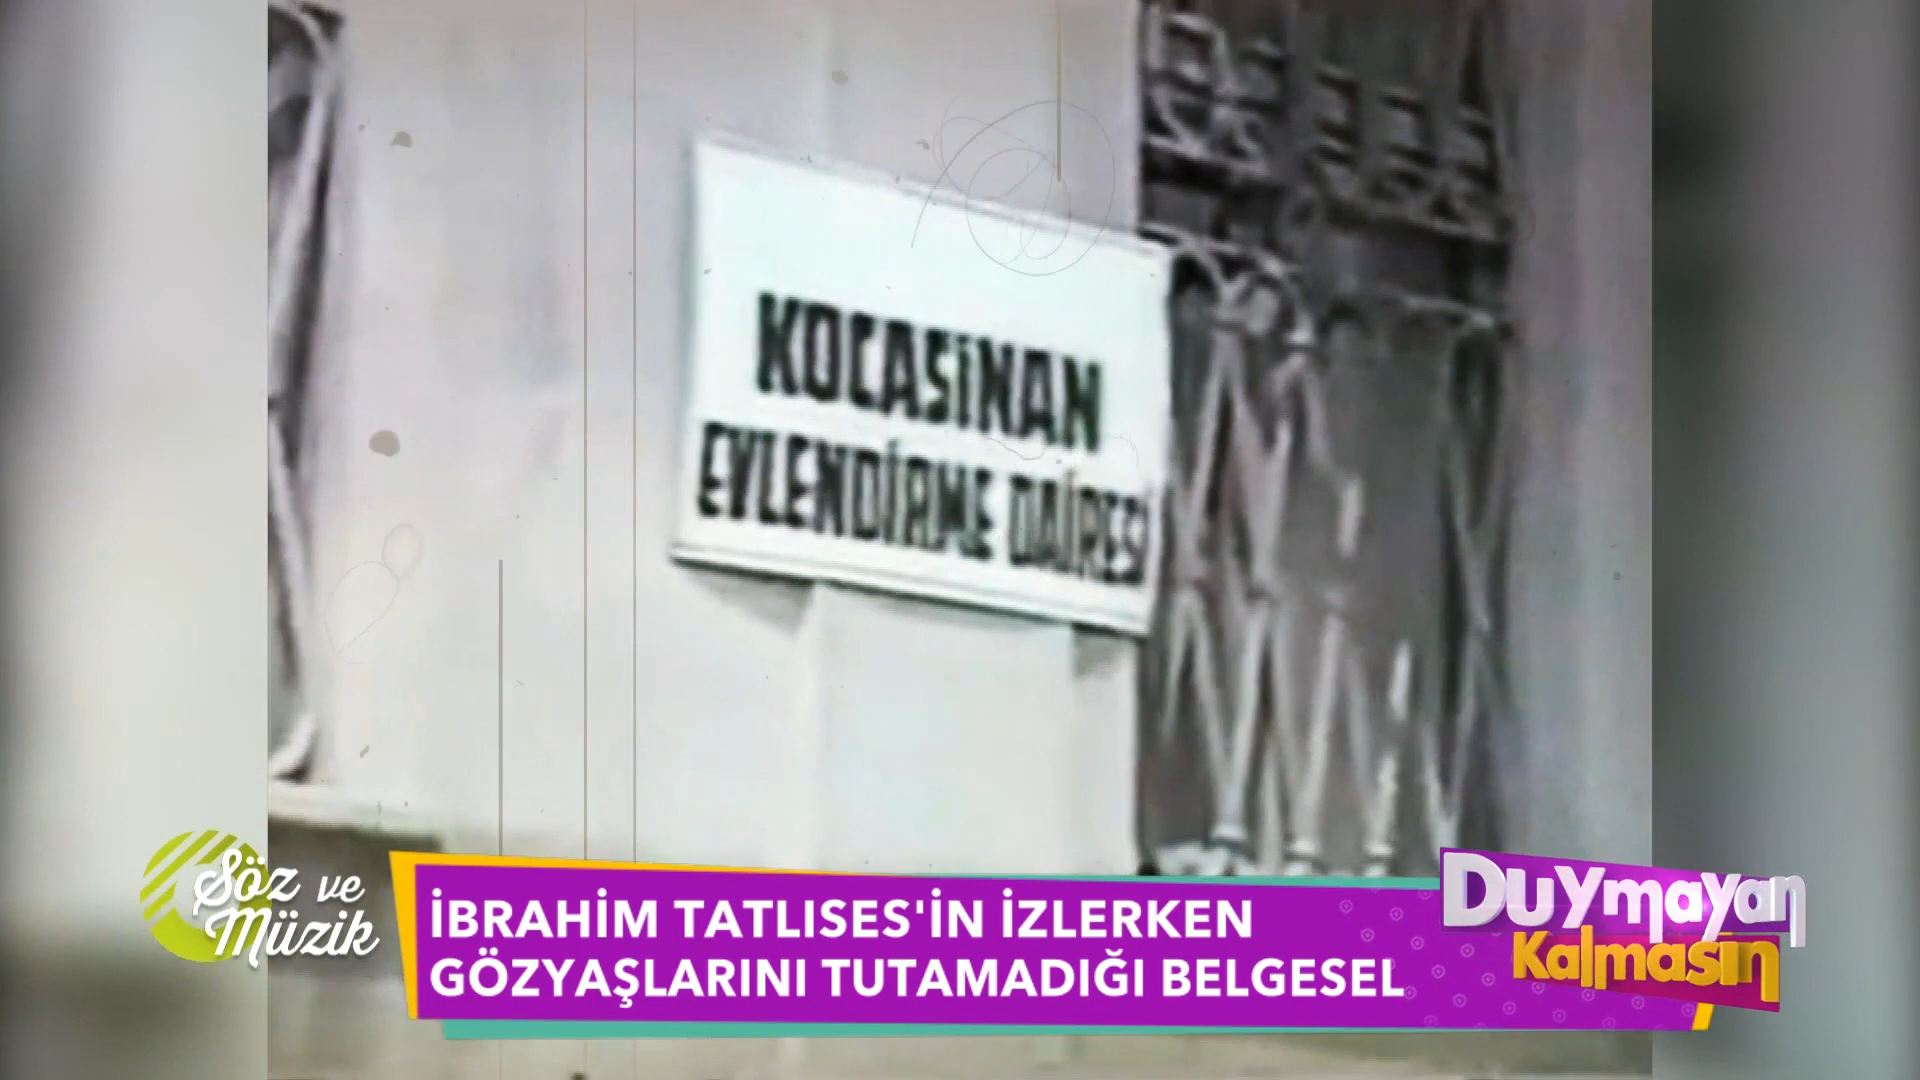 KOCASİNAN
EVLENDİRME DAİRESİ
Söz ve
Müzik
İBRAHİM TATLISES'İN İZLERKEN
GÖZYAŞLARINI TUTAMADIĞI BELGESEL
Duymayan
Kalmasın